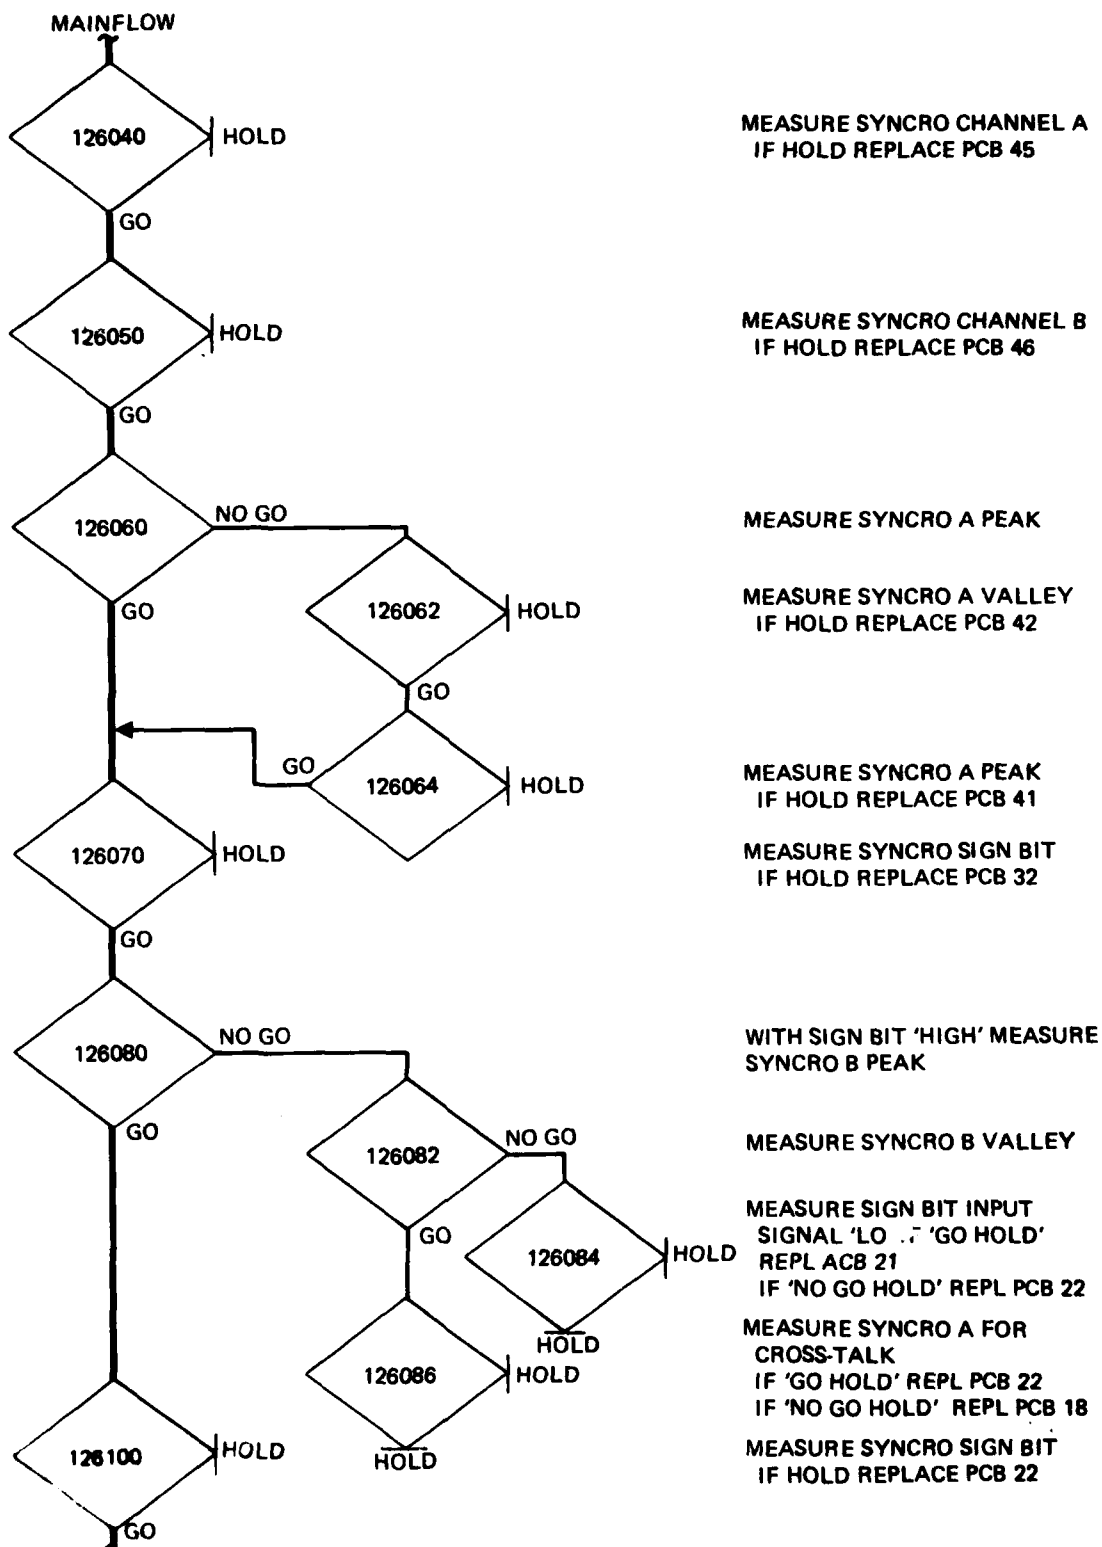 MAINFLOW
126040
HOLD
MEASURE SYNCRO CHANNEL A
IF HOLD REPLACE PCB 45
GO
126050
HOLD
MEASURE SYNCRO CHANNEL B
IF HOLD REPLACE PCB 46
GO
126060
NO GO
MEASURE SYNCRO A PEAK
GO
126062
HOLD
MEASURE SYNCRO A VALLEY
IF HOLD REPLACE PCB 42
GO
GO
126064
HOLD
MEASURE SYNCRO A PEAK
IF HOLD REPLACE PCB 41
126070
HOLD
MEASURE SYNCRO SIGN BIT
IF HOLD REPLACE PCB 32
GO
126080
NO GO
WITH SIGN BIT 'HIGH' MEASURE
SYNCRO B PEAK
GO
126082
NO GO
MEASURE SYNCRO B VALLEY
GO
126084
HOLD
HOLD
MEASURE SIGN BIT INPUT
SIGNAL 'LO 'GO HOLD'
REPL ACB 21
IF 'NO GO HOLD' REPL PCB 22
126086
HOLD
HOLD
MEASURE SYNCRO A FOR
CROSS-TALK
IF 'GO HOLD' REPL PCB 22
IF 'NO GO HOLD' REPL PCB 18
126100
HOLD
MEASURE SYNCRO SIGN BIT
IF HOLD REPLACE PCB 22
GO